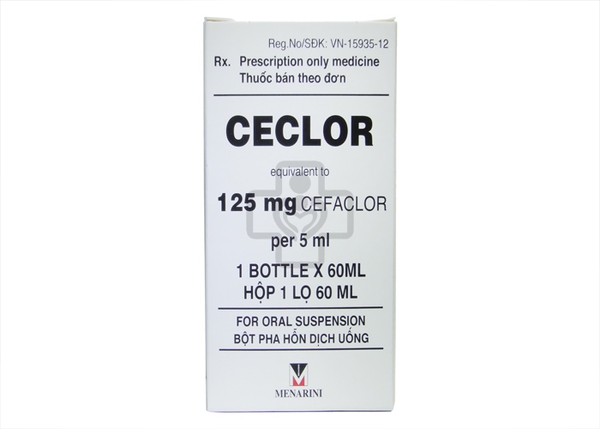 Reg.No/SĐK: VN-15935-12
Rx. Prescription only medicine
Thuốc bán theo đơn
CECLOR
equivalent to
125 mg CEFACLOR
per 5 ml
1 BOTTLE X 60ML
HỘP 1 LỌ 60 ML
FOR ORAL SUSPENSION
BỘT PHA HỖN DỊCH UỐNG
MENARINI